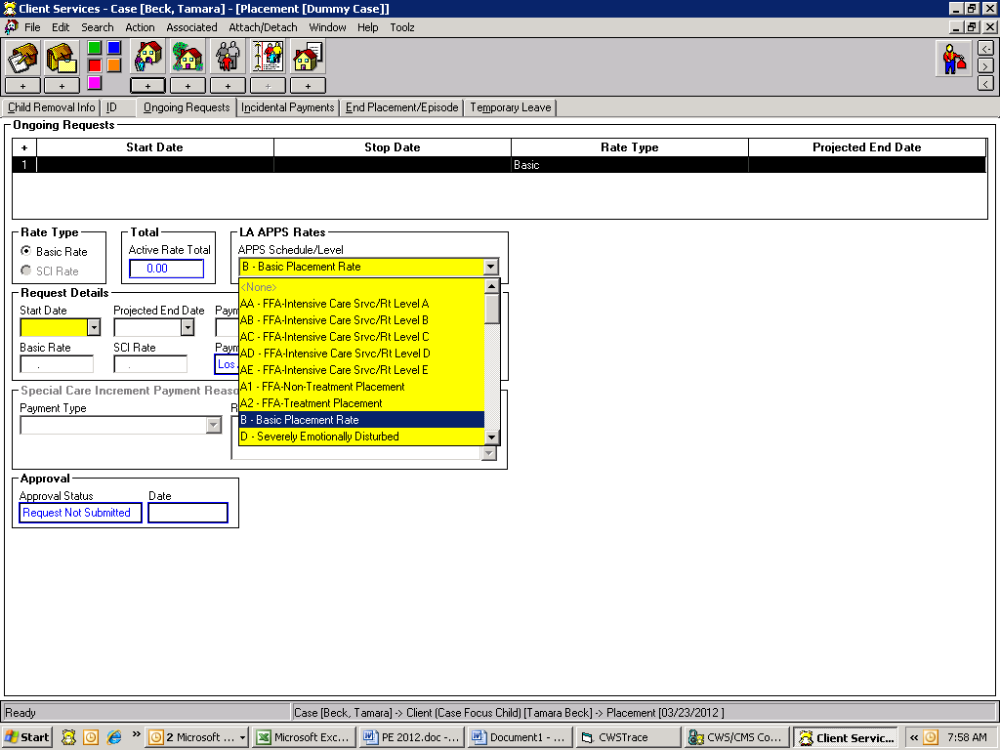 Client Services - Case [Beck, Tamara] - [Placement [Dummy Case]]
File Edit Search Action Associated Attach/Detach Window Help Toolz
+ + + + + + +
Child Removal Info ID Ongoing Requests Incidental Payments End Placement/Episode Temporary Leave
Ongoing Requests
+ Start Date Stop Date Rate Type Projected End Date
1 Basic
Rate Type Total LA APPS Rates
Basic Rate Active Rate Total APPS Schedule/Level
SCI Rate 0.00 B - Basic Placement Rate
<None>
AA - FFA-Intensive Care Srvc/Rt Level A
AB - FFA-Intensive Care Srvc/Rt Level B
AC - FFA-Intensive Care Srvc/Rt Level C
AD - FFA-Intensive Care Srvc/Rt Level D
AE - FFA-Intensive Care Srvc/Rt Level E
A1 - FFA-Non-Treatment Placement
A2 - FFA-Treatment Placement
B - Basic Placement Rate
D - Severely Emotionally Disturbed
Request Details
Start Date Projected End Date Paym
Basic Rate SCI Rate Paym
. . Los
Special Care Increment Payment Reaso
Payment Type R
Approval
Approval Status Date
Request Not Submitted
Ready Case [Beck, Tamara] -> Client (Case Focus Child) [Tamara Beck] -> Placement [03/23/2012 ]
Start » 2 Microsoft ... Microsoft Exc... PE 2012.doc -... Document1 - ... CWSTrace CWS/CMS Co... Client Servic... « 7:58 AM